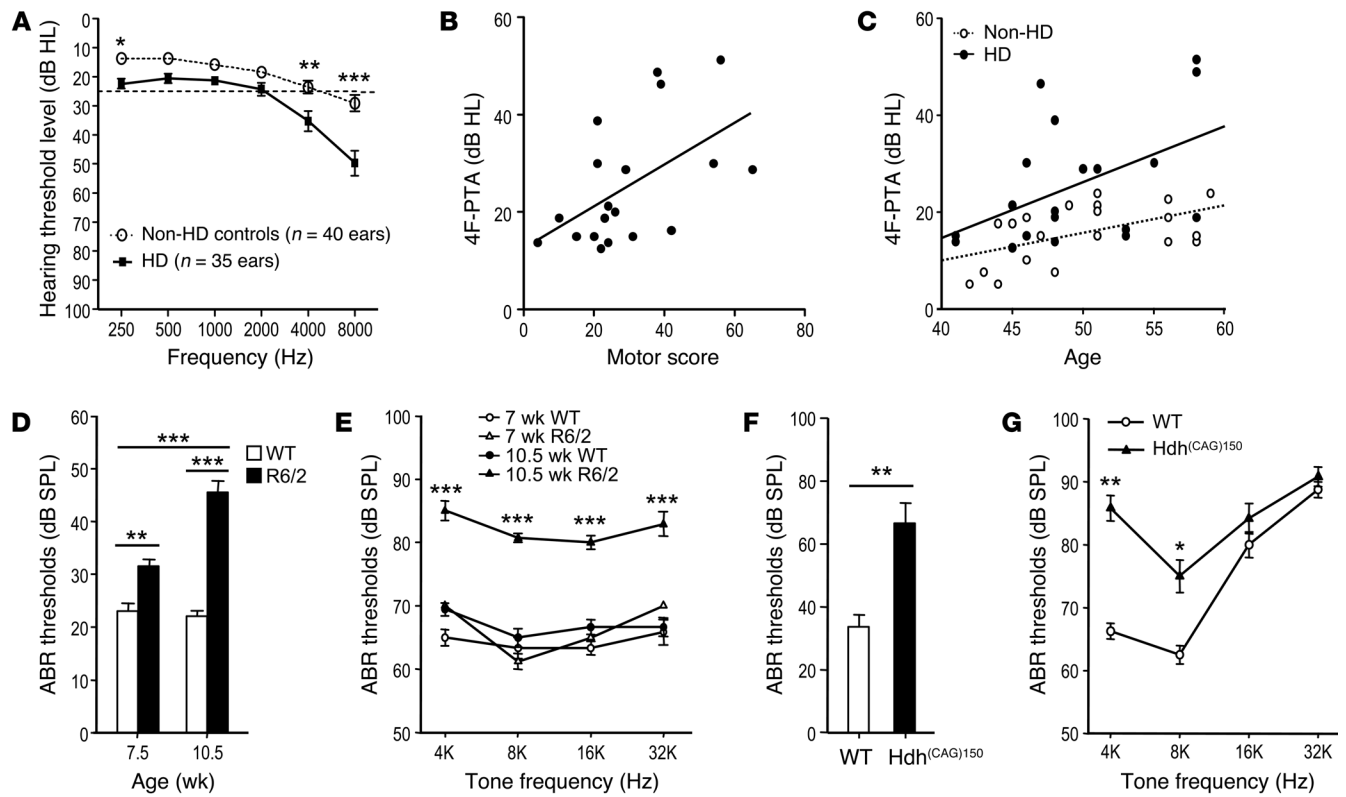 A
Hearing threshold level (dB HL)
0
10
20
30
40
50
60
70
80
90
100
*
**
***
Non-HD controls (n = 40 ears)
HD (n = 35 ears)
250 500 1000 2000 4000 8000
Frequency (Hz)
B
4F-PTA (dB HL)
60
40
20
0
0 20 40 60 80
Motor score
C
4F-PTA (dB HL)
60
40
20
0
Non-HD
HD
40 45 50 55 60
Age
D
ABR thresholds (dB SPL)
60
50
40
30
20
10
0
***
***
**
WT
R6/2
7.5 10.5
Age (wk)
E
ABR thresholds (dB SPL)
100
90
80
70
60
50
7 wk WT
7 wk R6/2
10.5 wk WT
10.5 wk R6/2
*** *** *** ***
4K 8K 16K 32K
Tone frequency (Hz)
F
ABR thresholds (dB SPL)
100
80
60
40
20
0
**
WT Hdh(CAG)150
G
ABR thresholds (dB SPL)
100
90
80
70
60
50
WT
Hdh(CAG)150
**
*
4K 8K 16K 32K
Tone frequency (Hz)